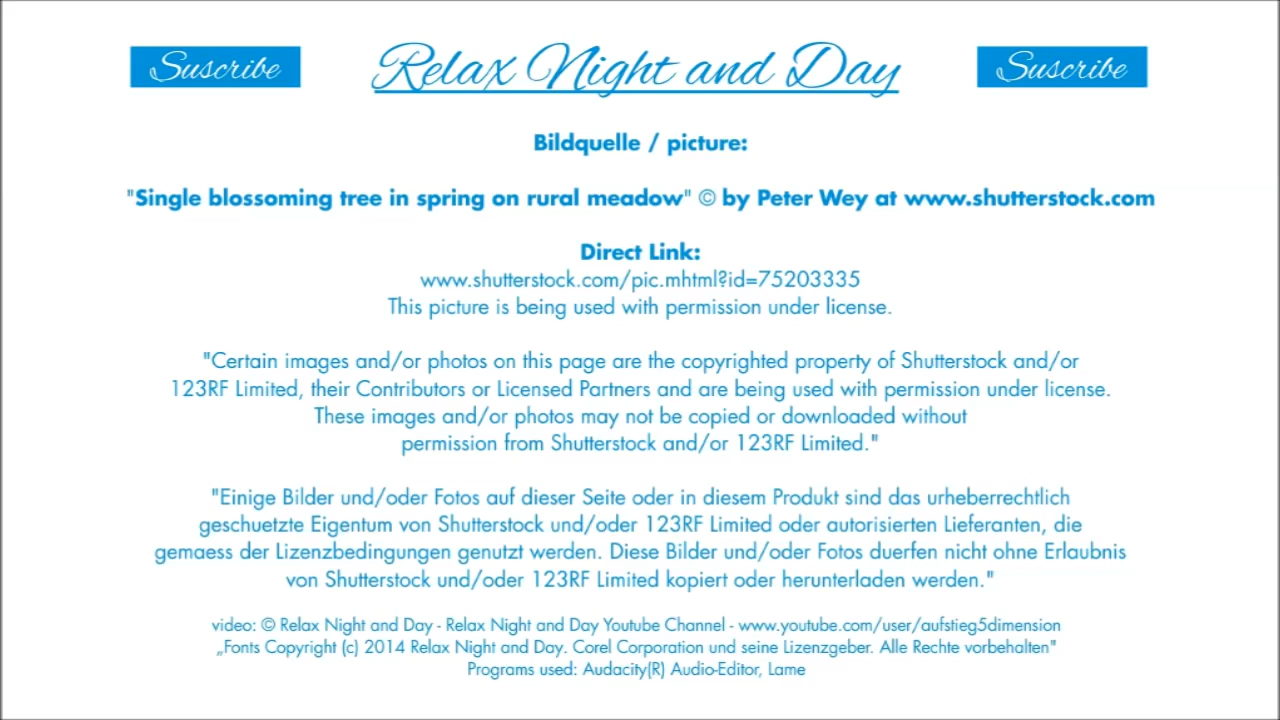 Suscribe Relax Night and Day Suscribe
Bildquelle / picture:
"Single blossoming tree in spring on rural meadow" © by Peter Wey at www.shutterstock.com
Direct Link:
www.shutterstock.com/pic.mhtml?id=75203335
This picture is being used with permission under license.
"Certain images and/or photos on this page are the copyrighted property of Shutterstock and/or
123RF Limited, their Contributors or Licensed Partners and are being used with permission under license.
These images and/or photos may not be copied or downloaded without
permission from Shutterstock and/or 123RF Limited."
"Einige Bilder und/oder Fotos auf dieser Seite oder in diesem Produkt sind das urheberrechtlich
geschuetzte Eigentum von Shutterstock und/oder 123RF Limited oder autorisierten Lieferanten, die
gemaess der Lizenzbedingungen genutzt werden. Diese Bilder und/oder Fotos duerfen nicht ohne Erlaubnis
von Shutterstock und/oder 123RF Limited kopiert oder herunterladen werden."
video: © Relax Night and Day - Relax Night and Day Youtube Channel - www.youtube.com/user/aufstieg5dimension
„Fonts Copyright (c) 2014 Relax Night and Day. Corel Corporation und seine Lizenzgeber. Alle Rechte vorbehalten"
Programs used: Audacity(R) Audio-Editor, Lame